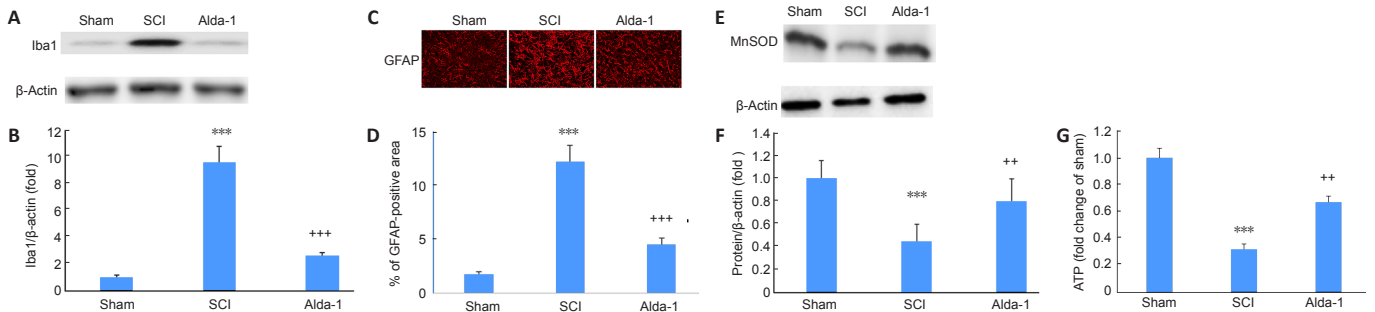 A
Sham SCI Alda-1
Iba1
β-Actin
B
Iba1/β-actin (fold)
12
10
8
6
4
2
0
***
+++
Sham SCI Alda-1
C
Sham SCI Alda-1
GFAP
D
% of GFAP-positive area
15
10
5
0
***
+++
Sham SCI Alda-1
E
Sham SCI Alda-1
MnSOD
β-Actin
F
Protein/β-actin (fold)
1.4
1.2
1.0
0.8
0.6
0.4
0.2
0
***
++
Sham SCI Alda-1
G
ATP (fold change of sham)
1.2
1.0
0.8
0.6
0.4
0.2
0
***
++
Sham SCI Alda-1